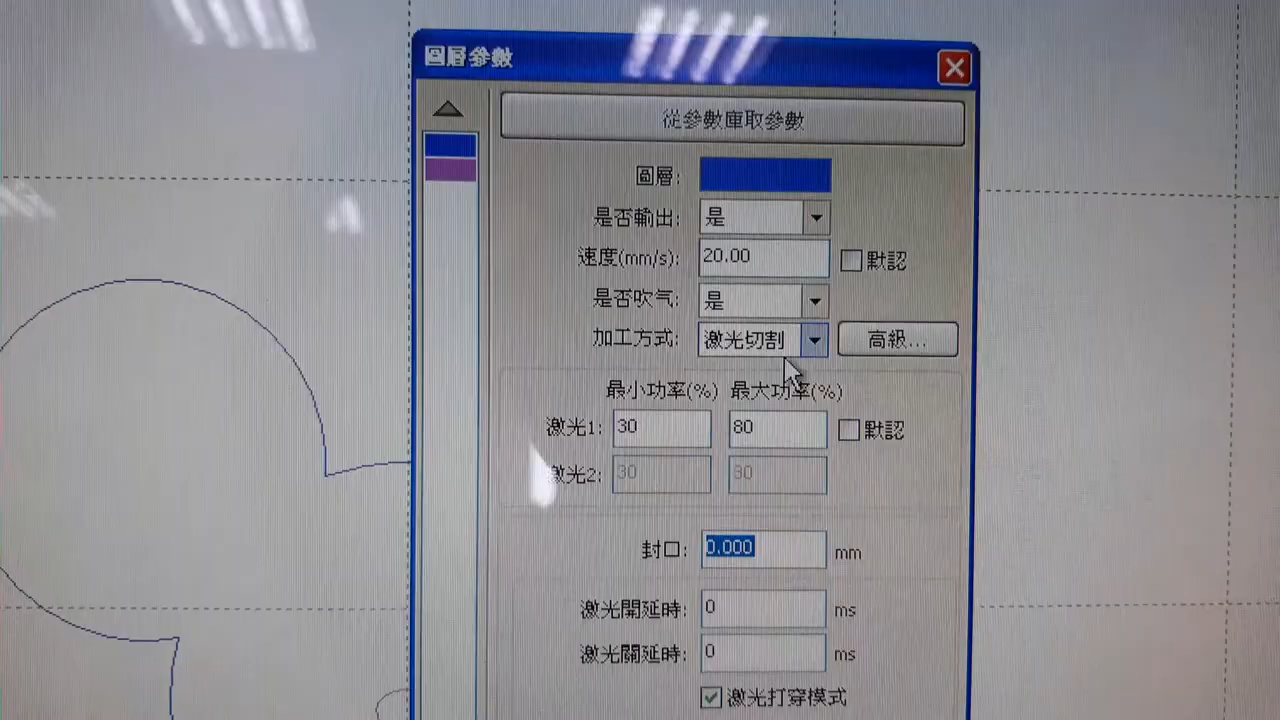 圖層參數
從參數庫取參數
圖層:
是否輸出: 是
速度(mm/s): 20.00 默認
是否吹气: 是
加工方式: 激光切割 高級...
最小功率(%) 最大功率(%)
激光1: 30 80 默認
激光2: 30 30
封口: 0.000 mm
激光開延時: 0 ms
激光關延時: 0 ms
激光打穿模式